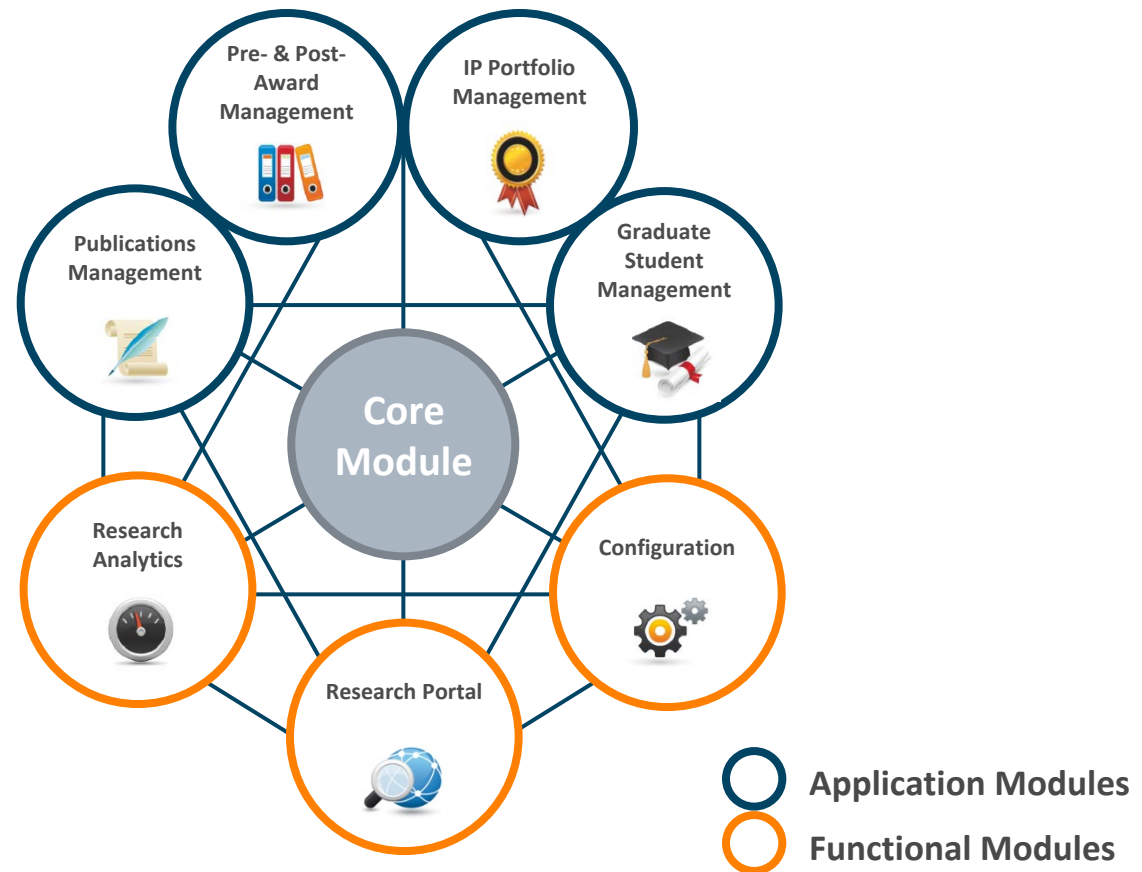 Pre- & Post-
Award
Management
IP Portfolio
Management
Publications
Management
Graduate
Student
Management
Core
Module
Research
Analytics
Configuration
Research Portal
Application Modules
Functional Modules